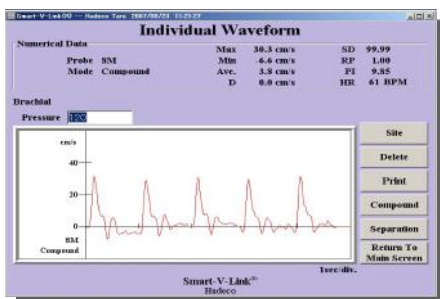 Smart-V-Link(R) -- Hadeco Taro 2007/08/23 11:23:27
Individual Waveform
Numerical Data
Max 30.3 cm/s SD 99.99
Probe 8M Min -6.6 cm/s RP 1.00
Mode Compound Ave. 3.8 cm/s PI 9.85
D 0.0 cm/s HR 61 BPM
Brachial
Pressure 120
Site
cm/s
Delete
40
Print
20
Compound
0
Separation
8M
Compound
Return To
Main Screen
1sec/div.
Smart-V-Link®
Hadeco